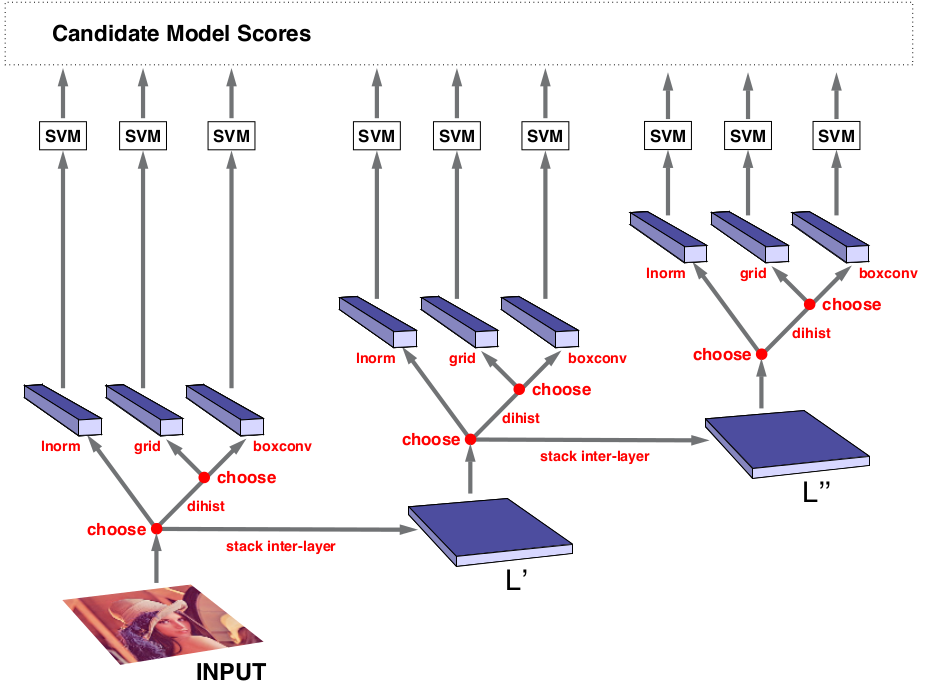 Candidate Model Scores
SVM SVM SVM SVM SVM SVM SVM SVM SVM
lnorm grid boxconv
choose
dihist
choose
lnorm grid boxconv
choose
dihist
choose
stack inter-layer
L’’
lnorm grid boxconv
choose
dihist
choose
stack inter-layer
L’
INPUT